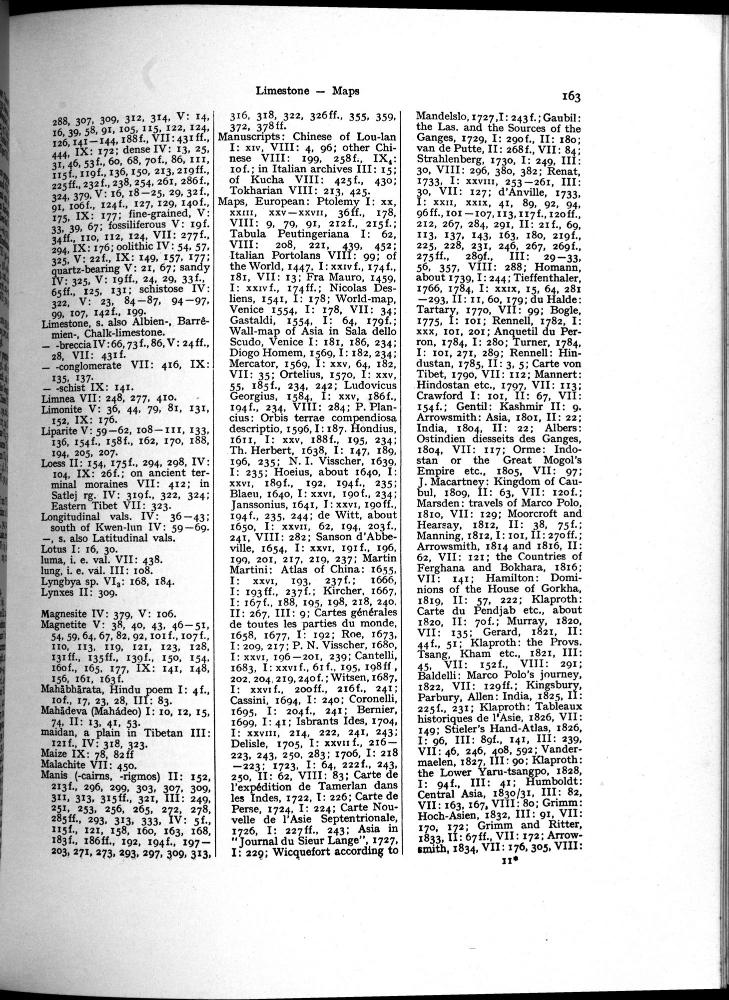 Limestone — Maps
163
288, 307, 309, 312, 314, V: 14,
16, 39, 58, 91, 105, 115, 122, 124,
126, 141—144, 188f., VII: 431ff.,
444, IX: 172; dense IV: 13, 25,
31, 46, 53f., 60, 68, 70f., 86, 111,
115f., 119f., 136, 150, 213, 219ff.,
225ff., 232f., 238, 254, 261, 286f.,
324, 379, V: 16, 18—25, 29, 32f.,
91, 106f., 124f., 127, 129, 140f.,
175, IX: 177; fine-grained, V:
33, 39, 67; fossiliferous V: 19f.
34ff., 110, 112, 124, VII: 277f.,
294, IX: 176; oolithic IV: 54, 57,
325, V: 22f., IX: 149, 157, 177;
quartz-bearing V: 21, 67; sandy
IV: 325, V: 19ff., 24, 29, 33f.,
65ff., 125, 131; schistose IV:
322, V: 23, 84—87, 94—97,
99, 107, 142f., 199.
Limestone, s. also Albien-, Barrê-
mien-, Chalk-limestone.
— -breccia IV: 66, 73f., 86, V: 24ff.,
28, VII: 431f.
— -conglomerate VII: 416, IX:
135, 137.
— -schist IX: 141.
Limnea VII: 248, 277, 410.
Limonite V: 36, 44, 79, 81, 131,
152, IX: 176.
Liparite V: 59—62, 108—111, 133,
136, 154f., 158f., 162, 170, 188,
194, 205, 207.
Loess II: 154, 175f., 294, 298, IV:
104, IX: 26f.; on ancient ter-
minal moraines VII: 412; in
Satlej rg. IV: 319f., 322, 324;
Eastern Tibet VII: 323.
Longitudinal vals. IV: 36—43;
south of Kwen-lun IV: 59—69.
—, s. also Latitudinal vals.
Lotus I: 16, 30.
luma, i. e. val. VII: 438.
lung, i. e. val. III: 108.
Lyngbya sp. VI₃: 168, 184.
Lynxes II: 309.
Magnesite IV: 379, V: 106.
Magnetite V: 38, 40, 43, 46—51,
54, 59, 64, 67, 82, 92, 101f., 107f.,
110, 113, 119, 121, 123, 128,
131ff., 135ff., 139f., 150, 154,
160f., 165, 177, IX: 141, 148,
156, 161, 163f.
Mahābhārata, Hindu poem I: 4f.,
10f., 17, 23, 28, III: 83.
Mahādeva (Mahādeo) I: 10, 12, 15,
74, II: 13, 41, 53.
maidan, a plain in Tibetan III:
121f., IV: 318, 323.
Maize IX: 78, 82ff
Malachite VII: 450.
Manis (-cairns, -rigmos) II: 152,
213f., 296, 299, 303, 307, 309,
311, 313, 315ff., 321, III: 249,
251, 253, 256, 265, 272, 278,
285ff., 293, 313, 333, IV: 5f.,
115f., 121, 158, 160, 163, 168,
183f., 186ff., 192, 194f., 197—
203, 271, 273, 293, 297, 309, 313,
316, 318, 322, 326ff., 355, 359,
372, 378ff.
Manuscripts: Chinese of Lou-lan
I: XIV, VIII: 4, 96; other Chi-
nese VIII: 199, 258f., IX₄:
10f.; in Italian archives III: 15;
of Kucha VIII: 425f., 430;
Tokharian VIII: 213, 425.
Maps, European: Ptolemy I: XX,
XXIII, XXV—XXVII, 36ff., 178,
VIII: 9, 79, 91, 212f., 215f.;
Tabula Peutingeriana I: 62,
VIII: 208, 221, 439, 452;
Italian Portolans VIII: 99; of
the World, 1447, I: XXIVf., 174f.,
181, VII: 13; Fra Mauro, 1459,
I: XXIVf., 174ff.; Nicolas Des-
liens, 1541, I: 178; World-map,
Venice 1554, I: 178, VII: 34;
Gastaldi, 1554, I: 64, 179f.;
Wall-map of Asia in Sala dello
Scudo, Venice I: 181, 186, 234;
Diogo Homem, 1569, I: 182, 234;
Mercator, 1569, I: XXV, 64, 182,
VII: 35; Ortelius, 1570, I: XXV,
55, 185f., 234, 242; Ludovicus
Georgius, 1584, I: XXV, 186f.,
194f., 234, VIII: 284; P. Plan-
cius: Orbis terrae compendiosa
descriptio, 1596, I: 187. Hondius,
1611, I: XXV, 188f., 195, 234;
Th. Herbert, 1638, I: 147, 189,
196, 235; N. I. Visscher, 1639,
I: 235; Hoeius, about 1640, I:
XXVI, 189f., 192, 194f., 235;
Blaeu, 1640, I: XXVI, 190f., 234;
Janssonius, 1641, I: XXVI, 190ff.,
194f., 235, 244; de Witt, about
1650, I: XXVII, 62, 194, 203f.,
241, VIII: 282; Sanson d'Abbe-
ville, 1654, I: XXVI, 191f., 196,
199, 201, 217, 219, 237; Martin
Martini: Atlas of China: 1655,
I: XXVI, 193, 237f.; 1666,
I: 193ff., 237f.; Kircher, 1667,
I: 167f., 188, 195, 198, 218, 240,
II: 267, III: 9; Cartes générales
de toutes les parties du monde,
1658, 1677, I: 192; Roe, 1673,
I: 209, 217; P. N. Visscher, 1680,
I: XXVI, 196—201, 239; Cantelli,
1683, I: XXVIf., 61f., 195, 198ff,
202, 204, 219, 240f.; Witsen, 1687,
I: XXVIf., 200ff., 216f., 241;
Cassini, 1694, I: 240; Coronelli,
1695, I: 204f., 241; Bernier,
1699, I: 41; Isbrants Ides, 1704,
I: XXVIII, 214, 222, 241, 243;
Delisle, 1705, I: XXVIIf., 216—
223, 243, 250, 283; 1706, I: 218
—223; 1723, I: 64, 222f., 243,
250, II: 62, VIII: 83; Carte de
l'expédition de Tamerlan dans
les Indes, 1722, I: 226; Carte de
Perse, 1724, I: 224; Carte Nou-
velle de l'Asie Septentrionale,
1726, I: 227ff., 243; Asia in
"Journal du Sieur Lange", 1727,
I: 229; Wicquefort according to
Mandelslo, 1727, I: 243f.; Gaubil:
the Las. and the Sources of the
Ganges, 1729, I: 290f., II: 180;
van de Putte, II: 268f., VII: 84;
Strahlenberg, 1730, I: 249, III:
30, VIII: 296, 380, 382; Renat,
1733, I: XXVIII, 253—261, III:
30, VII: 127; d'Anville, 1733,
I: XXII, XXIX, 41, 89, 92, 94,
96ff., 101—107, 113, 117f., 120ff.,
212, 267, 284, 291, II: 21f., 69,
113, 137, 143, 163, 180, 219f.,
225, 228, 231, 246, 267, 269f.,
275ff., 289f., III: 29—33,
56, 357, VIII: 288; Homann,
about 1739, I: 244; Tieffenthaler,
1766, 1784, I: XXIX, 15, 64, 281
—293, II: 11, 60, 179; du Halde:
Tartary, 1770, VII: 99; Bogle,
1775, I: 101; Rennell, 1782, I:
XXX, 101, 201; Anquetil du Per-
ron, 1784, I: 280; Turner, 1784,
I: 101, 271, 289; Rennell: Hin-
dustan, 1785, II: 3, 5; Carte von
Tibet, 1790, VII: 112; Mannert:
Hindostan etc., 1797, VII: 113;
Crawford I: 101, II: 67, VII:
154f.; Gentil: Kashmir II: 9.
Arrowsmith: Asia, 1801, II: 22;
India, 1804, II: 22; Albers:
Ostindien diesseits des Ganges,
1804, VII: 117; Orme: Indo-
stan or the Great Mogol's
Empire etc., 1805, VII: 97;
J. Macartney: Kingdom of Cau-
bul, 1809, II: 63, VII: 120f.;
Marsden: travels of Marco Polo,
1810, VII: 129; Moorcroft and
Hearsay, 1812, II: 38, 75f.;
Manning, 1812, I: 101, II: 270ff.;
Arrowsmith, 1814 and 1816, II:
62, VII: 121; the Countries of
Ferghana and Bokhara, 1816;
VII: 141; Hamilton: Domi-
nions of the House of Gorkha,
1819, II: 57, 222; Klaproth:
Carte du Pendjab etc., about
1820, II: 70f.; Murray, 1820,
VII: 135; Gerard, 1821, II:
44f., 51; Klaproth: the Provs.
Tsang, Kham etc., 1821, III:
45, VII: 152f., VIII: 291;
Baldelli: Marco Polo's journey,
1822, VII: 129ff.; Kingsbury,
Parbury, Allen: India, 1825, II:
225f., 231; Klaproth: Tableaux
historiques de l'Asie, 1826, VII:
149; Stieler's Hand-Atlas, 1826,
I: 96, III: 89f., 141, III: 239,
VII: 46, 246, 408, 592; Vander-
maelen, 1827, III: 90; Klaproth:
the Lower Yaru-tsangpo, 1828,
I: 94f., III: 41; Humboldt:
Central Asia, 1830/31, III: 82,
VII: 163, 167, VIII: 80; Grimm:
Hoch-Asien, 1832, III: 91, VII:
170, 172; Grimm and Ritter,
1833, II: 67ff., VII: 172; Arrow-
smith, 1834, VII: 176, 305, VIII:
11*